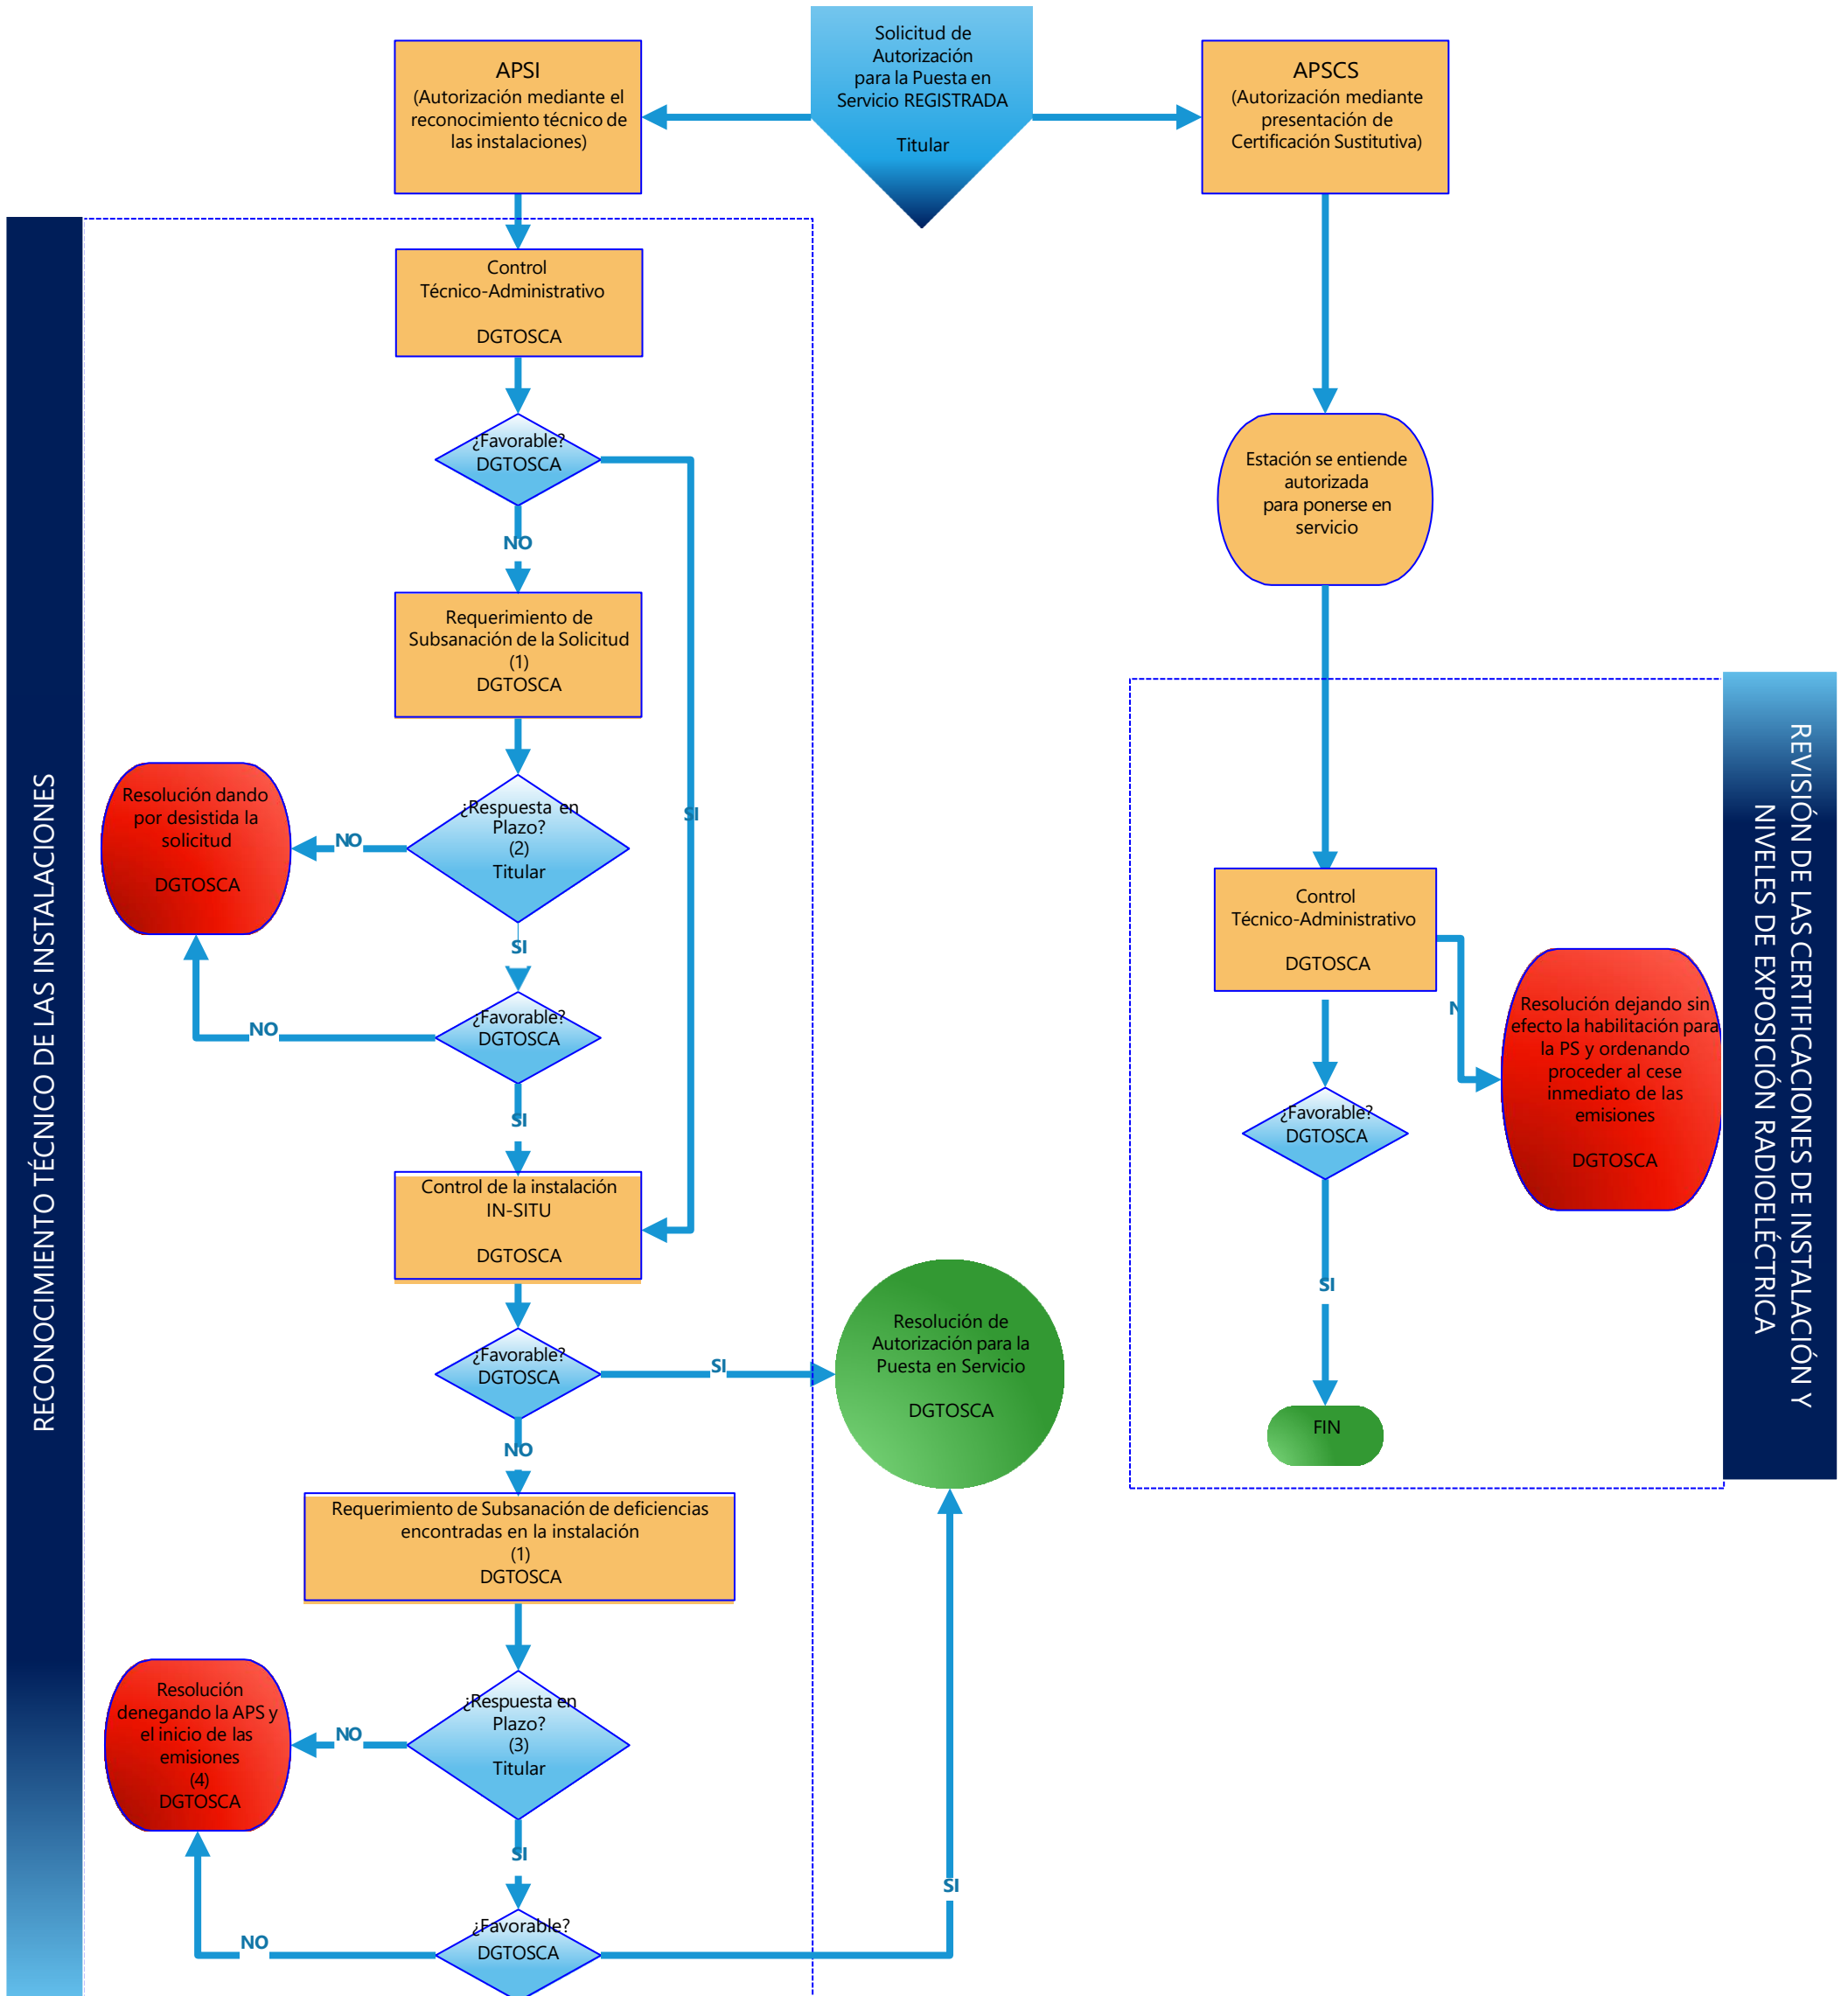 Solicitud de
Autorización
para la Puesta en
Servicio REGISTRADA
Titular
APSI
(Autorización mediante el
reconocimiento técnico de
las instalaciones)
APSCS
(Autorización mediante
presentación de
Certificación Sustitutiva)
RECONOCIMIENTO TÉCNICO DE LAS INSTALACIONES
Control
Técnico-Administrativo
DGTOSCA
¿Favorable?
DGTOSCA
NO
SI
Requerimiento de
Subsanación de la Solicitud
(1)
DGTOSCA
¿Respuesta en
Plazo?
(2)
Titular
NO
Resolución dando
por desistida la
solicitud
DGTOSCA
SI
¿Favorable?
DGTOSCA
NO
SI
Control de la instalación
IN-SITU
DGTOSCA
¿Favorable?
DGTOSCA
SI
Resolución de
Autorización para la
Puesta en Servicio
DGTOSCA
NO
Requerimiento de Subsanación de deficiencias
encontradas en la instalación
(1)
DGTOSCA
¿Respuesta en
Plazo?
(3)
Titular
NO
Resolución
denegando la APS y
el inicio de las
emisiones
(4)
DGTOSCA
SI
¿Favorable?
DGTOSCA
NO
SI
Estación se entiende
autorizada
para ponerse en
servicio
REVISIÓN DE LAS CERTIFICACIONES DE INSTALACIÓN Y
NIVELES DE EXPOSICIÓN RADIOELÉCTRICA
Control
Técnico-Administrativo
DGTOSCA
N
Resolución dejando sin
efecto la habilitación para
la PS y ordenando
proceder al cese
inmediato de las
emisiones
DGTOSCA
¿Favorable?
DGTOSCA
SI
FIN